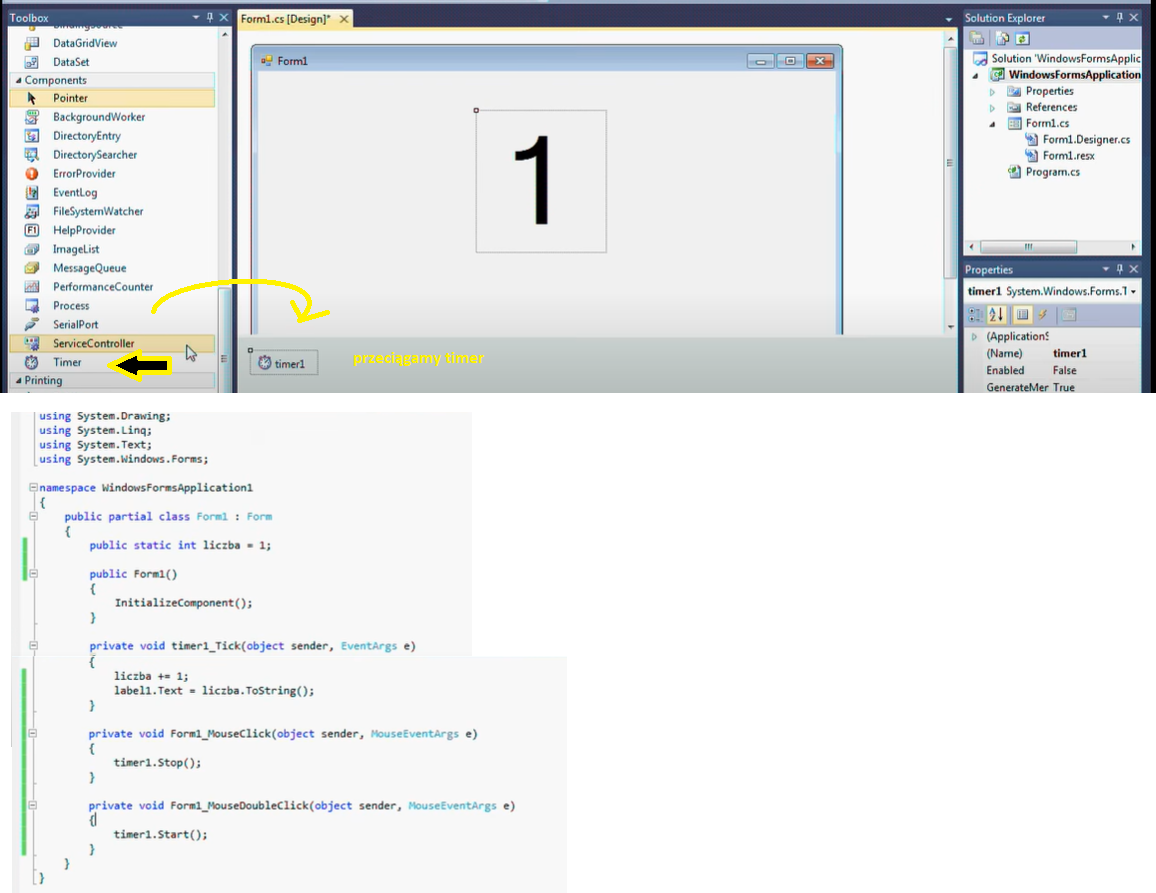 Toolbox
BindingSource
DataGridView
DataSet
Components
Pointer
BackgroundWorker
DirectoryEntry
DirectorySearcher
ErrorProvider
EventLog
FileSystemWatcher
HelpProvider
ImageList
MessageQueue
PerformanceCounter
Process
SerialPort
ServiceController
Timer
Printing
Form1.cs [Design]*
Form1
1
timer1
przeciągamy timer
Solution Explorer
Solution 'WindowsFormsApplic
WindowsFormsApplication
Properties
References
Form1.cs
Form1.Designer.cs
Form1.resx
Program.cs
Properties
timer1 System.Windows.Forms.T
(ApplicationS
(Name) timer1
Enabled False
GenerateMer True
using System.Drawing;
using System.Linq;
using System.Text;
using System.Windows.Forms;
namespace WindowsFormsApplication1
{
public partial class Form1 : Form
{
public static int liczba = 1;
public Form1()
{
InitializeComponent();
}
private void timer1_Tick(object sender, EventArgs e)
{
liczba += 1;
label1.Text = liczba.ToString();
}
private void Form1_MouseClick(object sender, MouseEventArgs e)
{
timer1.Stop();
}
private void Form1_MouseDoubleClick(object sender, MouseEventArgs e)
{
timer1.Start();
}
}
}